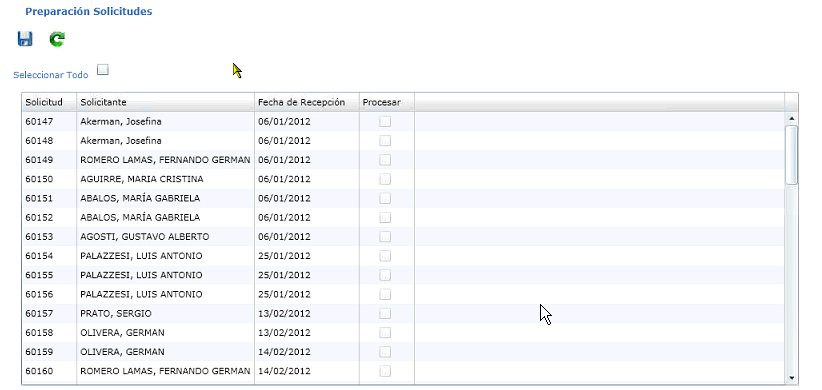 Preparación Solicitudes
Seleccionar Todo
Solicitud Solicitante Fecha de Recepción Procesar
60147 Akerman, Josefina 06/01/2012
60148 Akerman, Josefina 06/01/2012
60149 ROMERO LAMAS, FERNANDO GERMAN 06/01/2012
60150 AGUIRRE, MARIA CRISTINA 06/01/2012
60151 ABALOS, MARÍA GABRIELA 06/01/2012
60152 ABALOS, MARÍA GABRIELA 06/01/2012
60153 AGOSTI, GUSTAVO ALBERTO 06/01/2012
60154 PALAZZESI, LUIS ANTONIO 25/01/2012
60155 PALAZZESI, LUIS ANTONIO 25/01/2012
60156 PALAZZESI, LUIS ANTONIO 25/01/2012
60157 PRATO, SERGIO 13/02/2012
60158 OLIVERA, GERMAN 13/02/2012
60159 OLIVERA, GERMAN 14/02/2012
60160 ROMERO LAMAS, FERNANDO GERMAN 14/02/2012